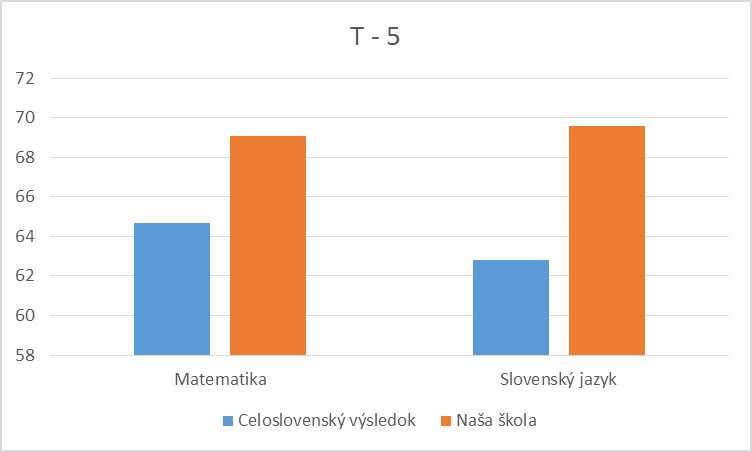 T - 5
72
70
68
66
64
62
60
58
Matematika Slovenský jazyk
Celoslovenský výsledok Naša škola